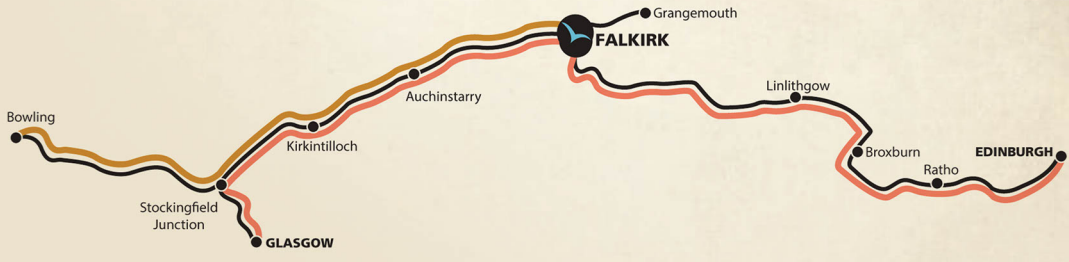 Grangemouth
FALKIRK
Auchinstarry
Linlithgow
Bowling
Kirkintilloch
Broxburn
EDINBURGH
Ratho
Stockingfield
Junction
GLASGOW